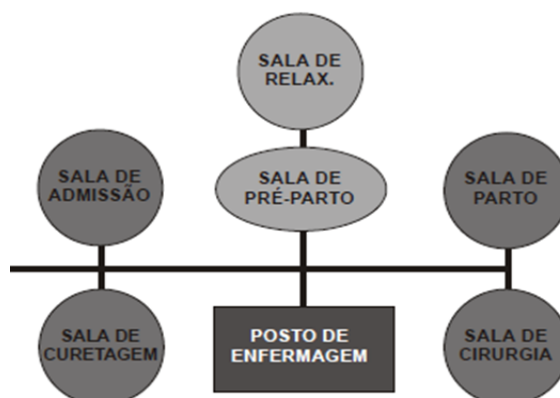 SALA DE
RELAX.
SALA DE
ADMISSÃO
SALA DE
PRÉ-PARTO
SALA DE
PARTO
SALA DE
CURETAGEM
POSTO DE
ENFERMAGEM
SALA DE
CIRURGIA